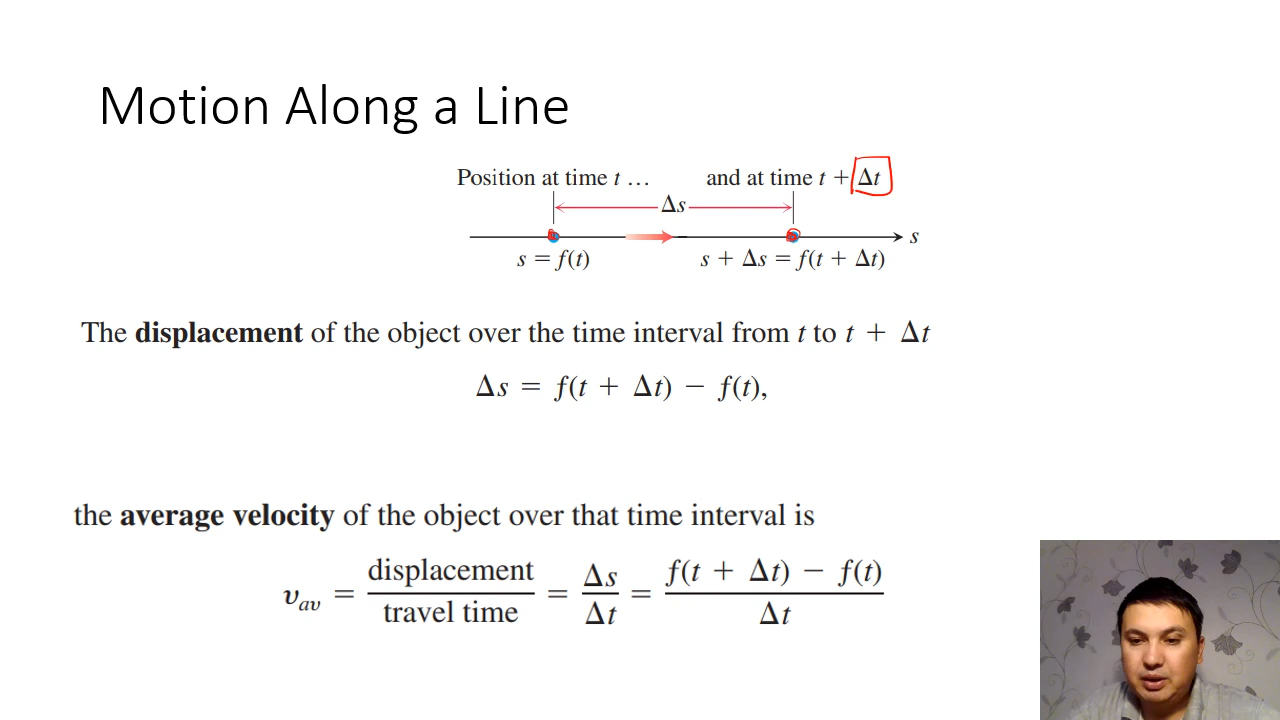 Motion Along a Line
Position at time t … and at time t + Δt
Δs
s
s = f(t) s + Δs = f(t + Δt)
The displacement of the object over the time interval from t to t + Δt
Δs = f(t + Δt) − f(t),
the average velocity of the object over that time interval is
υav = displacement / travel time = Δs / Δt = f(t + Δt) − f(t) / Δt